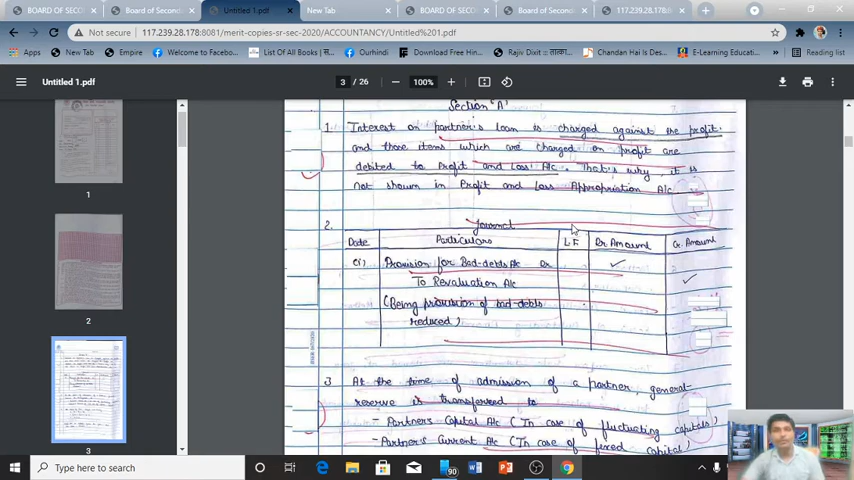 BOARD OF SECO
Board of Second
Untitled 1.pdf
New Tab
BOARD OF SECO
Board of Second
117.239.28.178/
Not secure
117.239.28.178:8081/merit-copies-sr-sec-2020/ACCOUNTANCY/Untitled%201.pdf
Apps
New Tab
Empire
Welcome to Facebo...
List Of All Books | T...
Ourhindi
Download Free Hin...
Rajiv Dixit
Chandan Hai Is Des...
E-Learning Educati...
Reading list
Untitled 1.pdf
3 / 26
100%
1
2
3
Section 'A'
1. Interest on partner's loan is charged against the profit.
and those items which are charged on profit are
debited to Profit and Loss A/c. That's why, it is
not shown in Profit and Loss Appropriation A/c
2. Journal
Date Particulars L.F Dr. Amount Cr. Amount
(i) Provision for Bad-debts A/c Dr
To Revaluation A/c
(Being provision of bad-debts
reduced)
3 At the time of admission of a partner, general-
reserve is transferred to
- Partner's Capital A/c (In case of fluctuating capitals)
- Partner's Current A/c (In case of fixed capital)
Type here to search
90